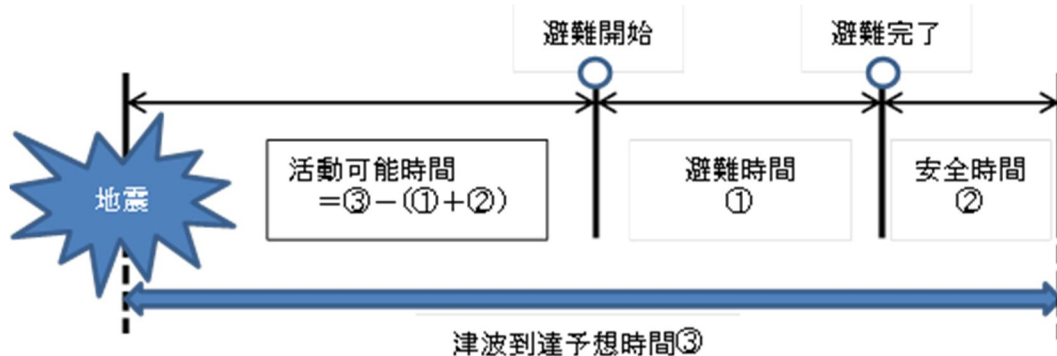 避難開始
避難完了
地震
活動可能時間
＝③－(①＋②)
避難時間
①
安全時間
②
津波到達予想時間③